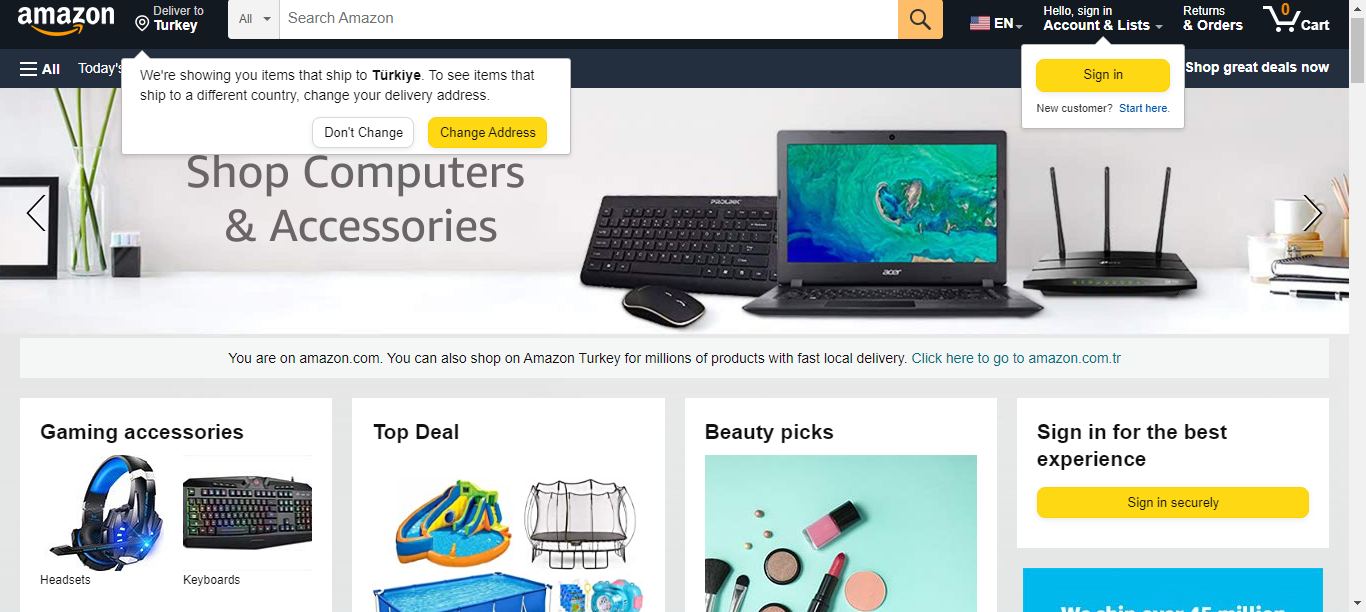 amazon
Deliver to
Turkey
All
Search Amazon
EN
Hello, sign in
Account & Lists
Returns
& Orders
0
Cart
All
Today's
Shop great deals now
We're showing you items that ship to Türkiye. To see items that
ship to a different country, change your delivery address.
Don't Change
Change Address
Sign in
New customer? Start here.
Shop Computers
& Accessories
PROLINK
acer
You are on amazon.com. You can also shop on Amazon Turkey for millions of products with fast local delivery. Click here to go to amazon.com.tr
Gaming accessories
Headsets
Keyboards
Top Deal
Beauty picks
Sign in for the best
experience
Sign in securely
We ship over 45 million